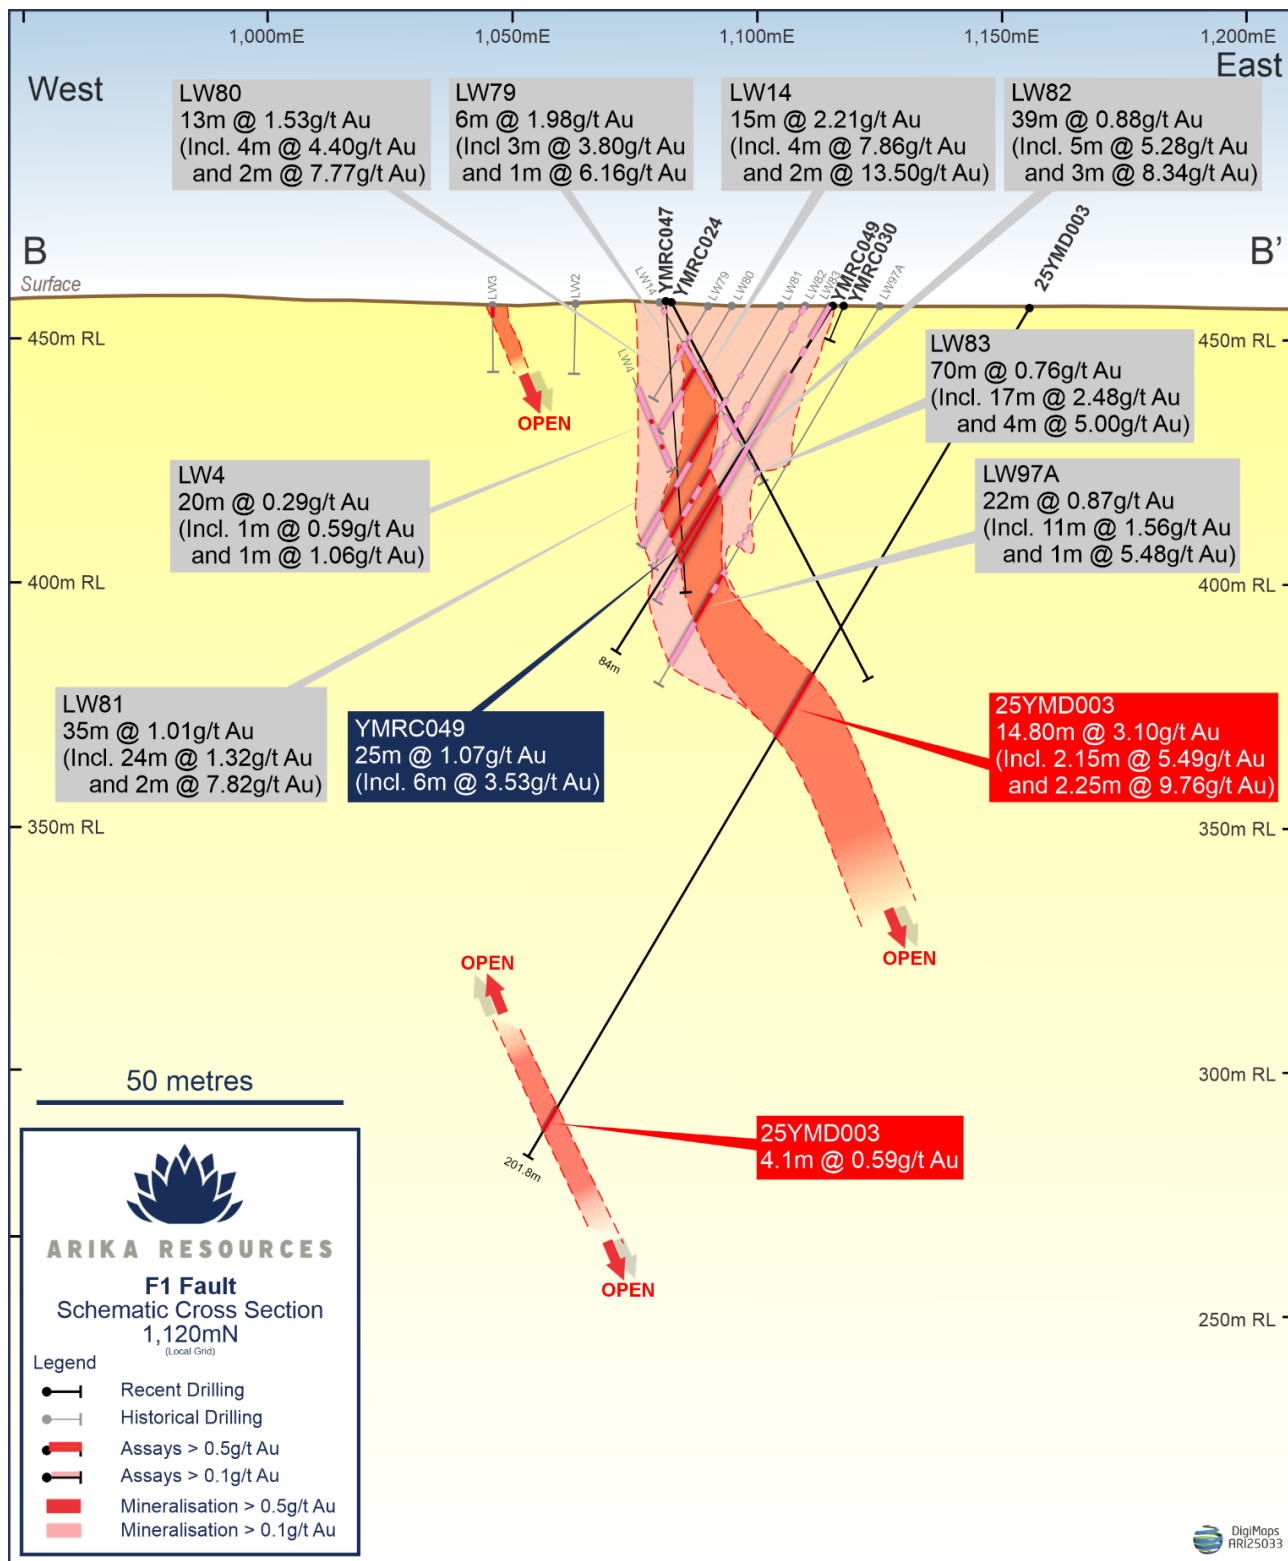 1,000mE
1,050mE
1,100mE
1,150mE
1,200mE
West
East
LW80
13m @ 1.53g/t Au
(Incl. 4m @ 4.40g/t Au
and 2m @ 7.77g/t Au)
LW79
6m @ 1.98g/t Au
(Incl 3m @ 3.80g/t Au
and 1m @ 6.16g/t Au
LW14
15m @ 2.21g/t Au
(Incl. 4m @ 7.86g/t Au
and 2m @ 13.50g/t Au)
LW82
39m @ 0.88g/t Au
(Incl. 5m @ 5.28g/t Au
and 3m @ 8.34g/t Au)
B
B'
Surface
LW3
LW2
LW14
YMRC047
YMRC024
LW79
LW80
LW81
LW82
LW83
YMRC049
YMRC030
LW97A
25YMD003
450m RL
450m RL
LW4
OPEN
LW83
70m @ 0.76g/t Au
(Incl. 17m @ 2.48g/t Au
and 4m @ 5.00g/t Au)
LW4
20m @ 0.29g/t Au
(Incl. 1m @ 0.59g/t Au
and 1m @ 1.06g/t Au)
LW97A
22m @ 0.87g/t Au
(Incl. 11m @ 1.56g/t Au
and 1m @ 5.48g/t Au)
400m RL
400m RL
84m
LW81
35m @ 1.01g/t Au
(Incl. 24m @ 1.32g/t Au
and 2m @ 7.82g/t Au)
YMRC049
25m @ 1.07g/t Au
(Incl. 6m @ 3.53g/t Au)
25YMD003
14.80m @ 3.10g/t Au
(Incl. 2.15m @ 5.49g/t Au
and 2.25m @ 9.76g/t Au)
350m RL
350m RL
OPEN
OPEN
300m RL
50 metres
25YMD003
4.1m @ 0.59g/t Au
201.8m
OPEN
250m RL
ARIKA RESOURCES
F1 Fault
Schematic Cross Section
1,120mN
(Local Grid)
Legend
Recent Drilling
Historical Drilling
Assays > 0.5g/t Au
Assays > 0.1g/t Au
Mineralisation > 0.5g/t Au
Mineralisation > 0.1g/t Au
DigiMaps
ARI25033